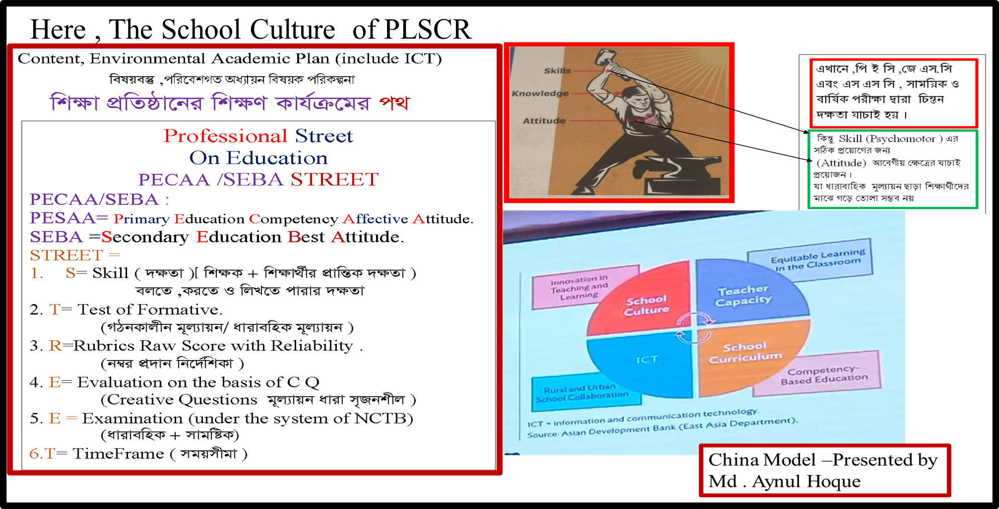 Here , The School Culture of PLSCR
Content, Environmental Academic Plan (include ICT)
বিষয়বস্তু ,পরিবেশগত অধ্যায়ন বিষয়ক পরিকল্পনা
শিক্ষা প্রতিষ্ঠানের শিক্ষণ কার্যক্রমের পথ
Professional Street
On Education
PECAA /SEBA STREET
PECAA/SEBA :
PESAA= Primary Education Competency Affective Attitude.
SEBA =Secondary Education Best Attitude.
STREET =
1. S= Skill ( দক্ষতা )[ শিক্ষক + শিক্ষার্থীর প্রান্তিক দক্ষতা )
বলতে ,করতে ও লিখতে পারার দক্ষতা
2. T= Test of Formative.
(গঠনকালীন মূল্যায়ন/ ধারাবহিক মূল্যায়ন )
3. R=Rubrics Raw Score with Reliability .
(নম্বর প্রদান নির্দেশিকা )
4. E= Evaluation on the basis of C Q
(Creative Questions মূল্যায়ন ধারা সৃজনশীল )
5. E = Examination (under the system of NCTB)
(ধারাবহিক + সামষ্টিক)
6.T= TimeFrame ( সময়সীমা )
Skills
Knowledge
Attitude
এখানে ,পি ই সি ,জে এস.সি
এবং এস এস সি , সাময়িক ও
বার্ষিক পরীক্ষা দ্বারা চিন্তন
দক্ষতা যাচাই হয় ।
কিন্তু Skill (Psychomotor ) এর
সঠিক প্রয়োগের জন্য
(Attitude) আবেগীয় ক্ষেত্রের যাচাই
প্রয়োজন ।
যা ধারাবাহিক মূল্যায়ন ছাড়া শিক্ষার্থীদের
মাঝে গড়ে তোলা সম্ভব নয়
Innovation in
Teaching and
Learning
School
Culture
Equitable Learning
in the Classroom
Teacher
Capacity
ICT
Rural and Urban
School Collaboration
School
Curriculum
Competency-
Based Education
ICT = information and communication technology.
Source: Asian Development Bank (East Asia Department).
China Model –Presented by
Md . Aynul Hoque